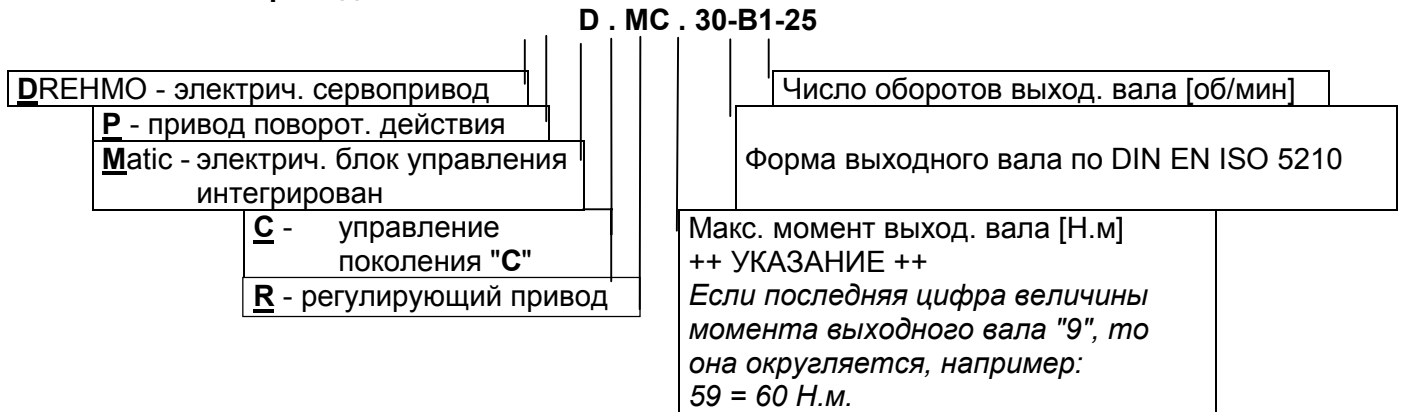 D . MC . 30-B1-25
DREHMO - электрич. сервопривод
Число оборотов выход. вала [об/мин]
P - привод поворот. действия
Matic - электрич. блок управления
интегрирован
Форма выходного вала по DIN EN ISO 5210
C - управление
поколения "C"
R - регулирующий привод
Макс. момент выход. вала [Н.м]
++ УКАЗАНИЕ ++
Если последняя цифра величины
момента выходного вала "9", то
она округляется, например:
59 = 60 Н.м.